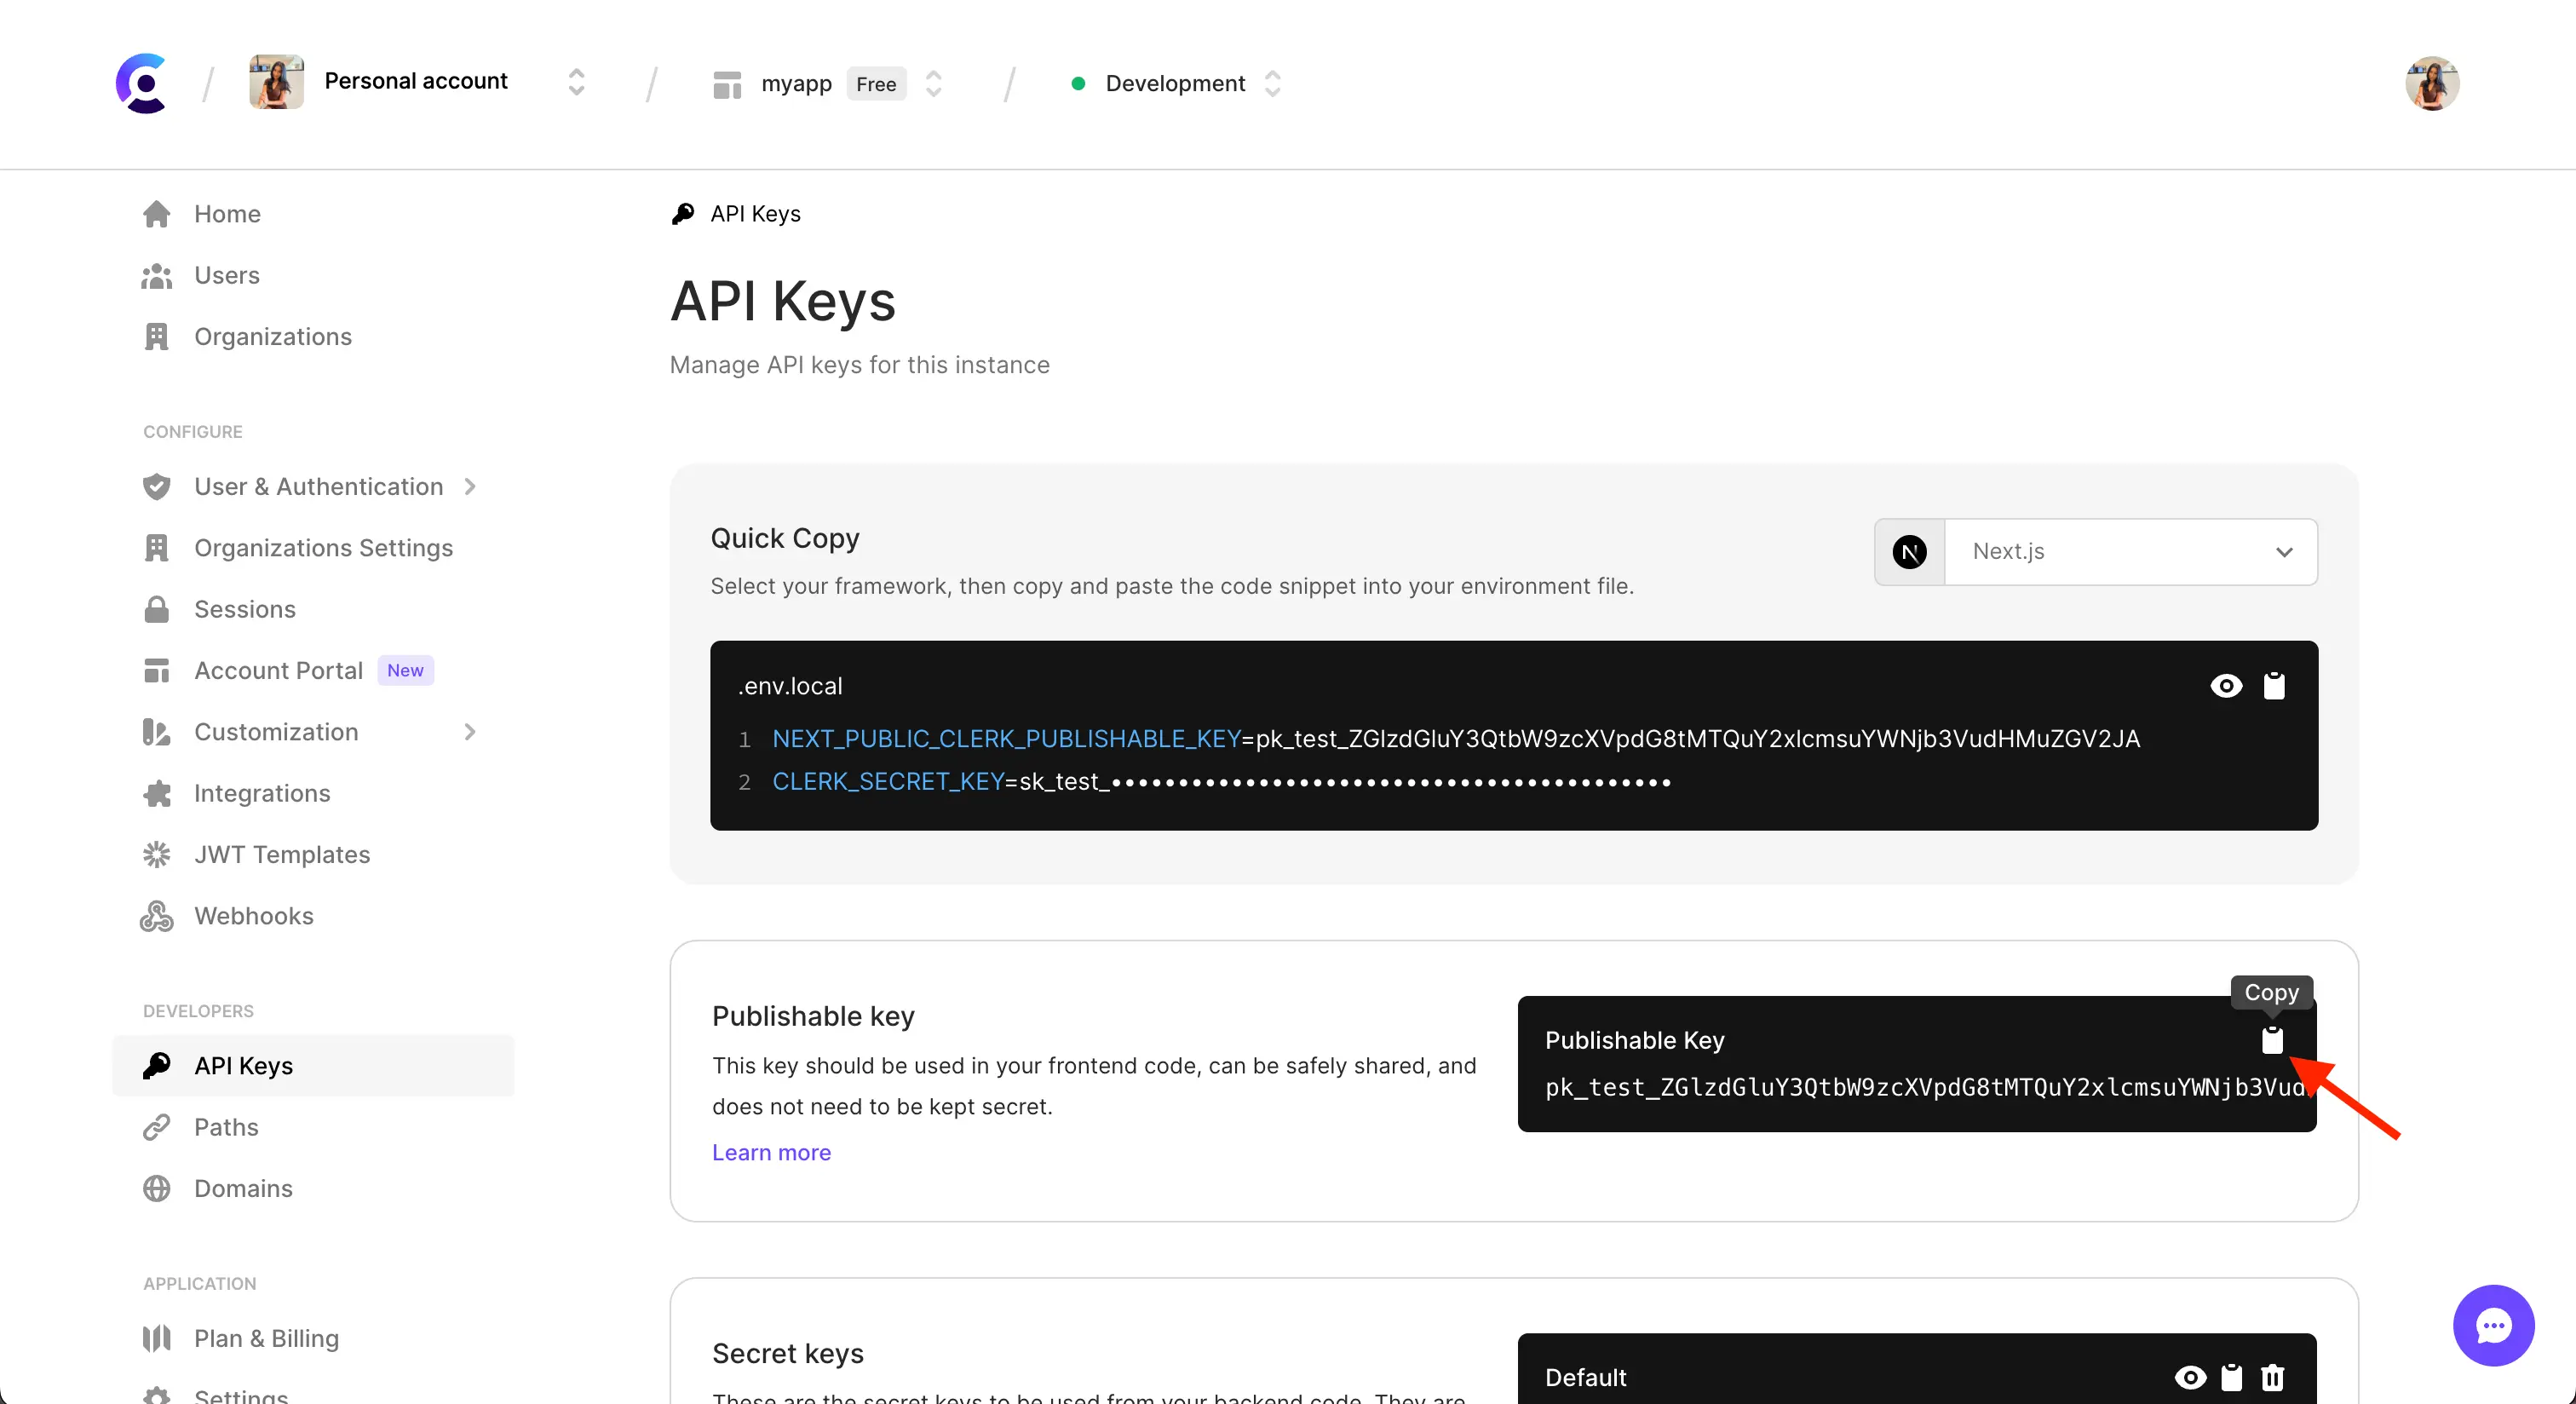 Personal account
myapp Free
Development
Home
Users
Organizations
CONFIGURE
User & Authentication
Organizations Settings
Sessions
Account Portal New
Customization
Integrations
JWT Templates
Webhooks
DEVELOPERS
API Keys
Paths
Domains
APPLICATION
Plan & Billing
Settings
API Keys
API Keys
Manage API keys for this instance
Quick Copy
Select your framework, then copy and paste the code snippet into your environment file.
N Next.js
.env.local
1 NEXT_PUBLIC_CLERK_PUBLISHABLE_KEY=pk_test_ZGlzdGluY3QtbW9zcXVpdG8tMTQuY2xlcmsuYWNjb3VudHMuZGV2JA
2 CLERK_SECRET_KEY=sk_test_••••••••••••••••••••••••••••••••••••••••••
Publishable key
This key should be used in your frontend code, can be safely shared, and
does not need to be kept secret.
Learn more
Copy
Publishable Key
pk_test_ZGlzdGluY3QtbW9zcXVpdG8tMTQuY2xlcmsuYWNjb3Vud
Secret keys
These are the secret keys to be used from your backend code. They are
Default